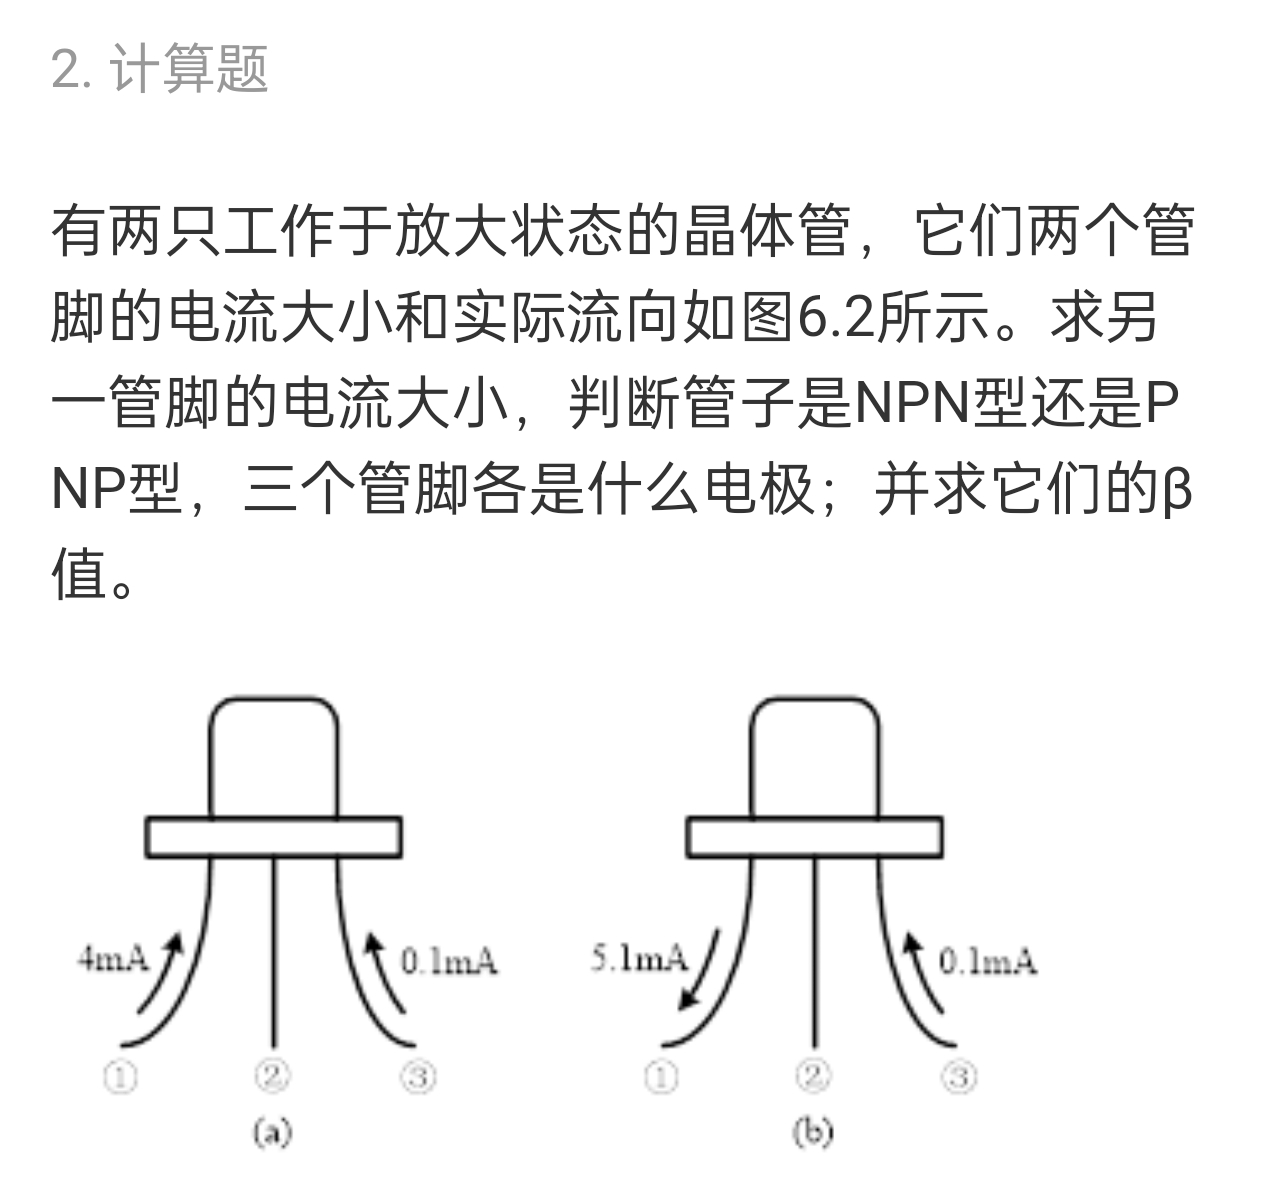 2. 计算题
有两只工作于放大状态的晶体管，它们两个管
脚的电流大小和实际流向如图6.2所示。求另
一管脚的电流大小，判断管子是NPN型还是P
NP型，三个管脚各是什么电极；并求它们的β
值。
4mA 0.1mA 5.1mA 0.1mA
① ② ③ ① ② ③
(a) (b)